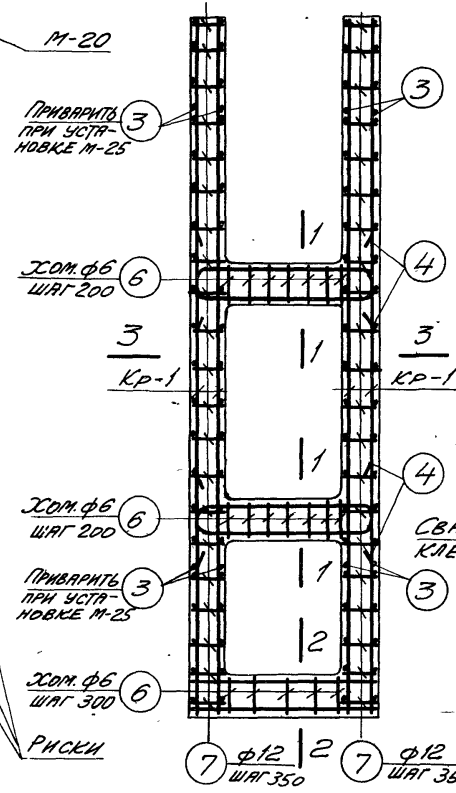 М-20
ПРИВАРИТЬ
ПРИ УСТА-
НОВКЕ М-25
3
3
1
ХОМ. ф6
ШАГ 200
6
4
3
3
1
КР-1
КР-1
1
4
ХОМ. ф6
ШАГ 200
6
ПРИВАРИТЬ
ПРИ УСТА-
НОВКЕ М-25
3
1
3
2
ХОМ. ф6
ШАГ 300
6
РИСКИ
7
ф12
ШАГ 350
2
7
ф12
ШАГ